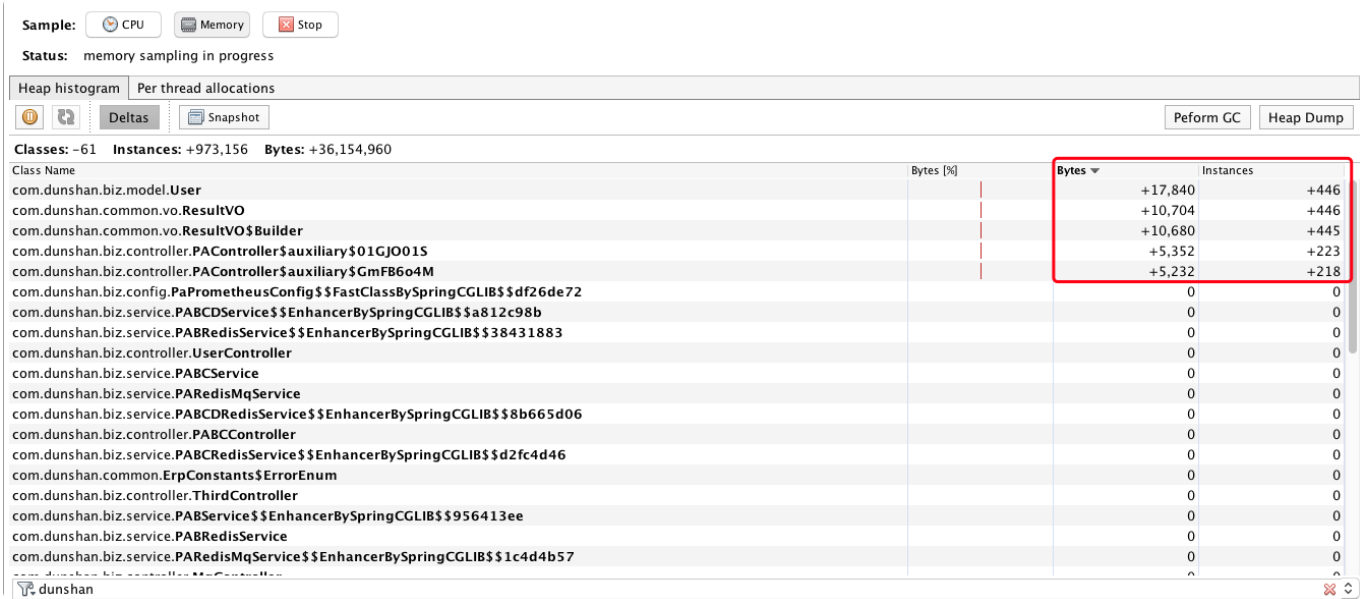 Sample: CPU Memory Stop
Status: memory sampling in progress
Heap histogram Per thread allocations
Deltas Snapshot Peform GC Heap Dump
Classes: -61 Instances: +973,156 Bytes: +36,154,960
Class Name Bytes [%] Bytes Instances
com.dunshan.biz.model.User +17,840 +446
com.dunshan.common.vo.ResultVO +10,704 +446
com.dunshan.common.vo.ResultVO$Builder +10,680 +445
com.dunshan.biz.controller.PAController$auxiliary$01GJO01S +5,352 +223
com.dunshan.biz.controller.PAController$auxiliary$GmFB6o4M +5,232 +218
com.dunshan.biz.config.PaPrometheusConfig$$FastClassBySpringCGLIB$$df26de72 0 0
com.dunshan.biz.service.PABCDService$$EnhancerBySpringCGLIB$$a812c98b 0 0
com.dunshan.biz.service.PABRedisService$$EnhancerBySpringCGLIB$$38431883 0 0
com.dunshan.biz.controller.UserController 0 0
com.dunshan.biz.service.PABCService 0 0
com.dunshan.biz.service.PARedisMqService 0 0
com.dunshan.biz.service.PABCDRedisService$$EnhancerBySpringCGLIB$$8b665d06 0 0
com.dunshan.biz.controller.PABCController 0 0
com.dunshan.biz.service.PABCRedisService$$EnhancerBySpringCGLIB$$d2fc4d46 0 0
com.dunshan.common.ErpConstants$ErrorEnum 0 0
com.dunshan.biz.controller.ThirdController 0 0
com.dunshan.biz.service.PABService$$EnhancerBySpringCGLIB$$956413ee 0 0
com.dunshan.biz.service.PABRedisService 0 0
com.dunshan.biz.service.PARedisMqService$$EnhancerBySpringCGLIB$$1c4d4b57 0 0
dunshan